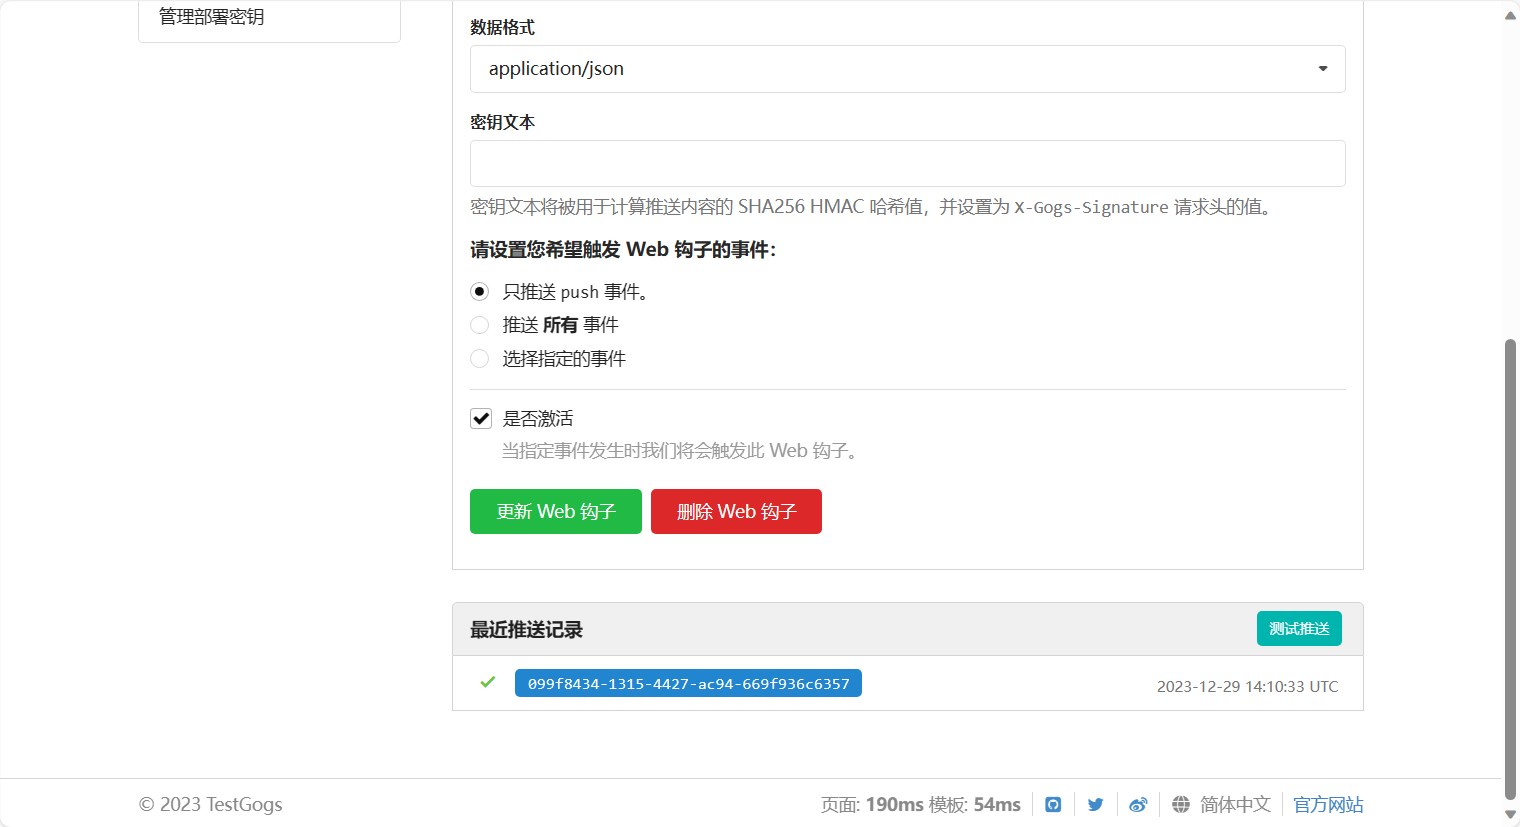 管理部署密钥
数据格式
application/json
密钥文本
密钥文本将被用于计算推送内容的 SHA256 HMAC 哈希值，并设置为 X-Gogs-Signature 请求头的值。
请设置您希望触发 Web 钩子的事件：
只推送 push 事件。
推送 所有 事件
选择指定的事件
是否激活
当指定事件发生时我们将会触发此 Web 钩子。
更新 Web 钩子 删除 Web 钩子
最近推送记录 测试推送
099f8434-1315-4427-ac94-669f936c6357 2023-12-29 14:10:33 UTC
© 2023 TestGogs 页面: 190ms 模板: 54ms 简体中文 官方网站